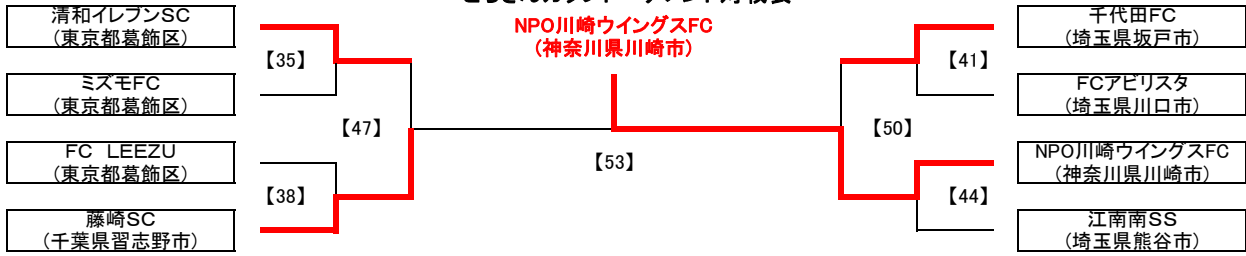 NPO川崎ウイングスFC
(神奈川県川崎市)
清和イレブンSC
(東京都葛飾区)
ミズモFC
(東京都葛飾区)
FC LEEZU
(東京都葛飾区)
藤崎SC
(千葉県習志野市)
【35】
【38】
【47】
【53】
【50】
【41】
【44】
千代田FC
(埼玉県坂戸市)
FCアビリスタ
(埼玉県川口市)
NPO川崎ウイングスFC
(神奈川県川崎市)
江南南SS
(埼玉県熊谷市)